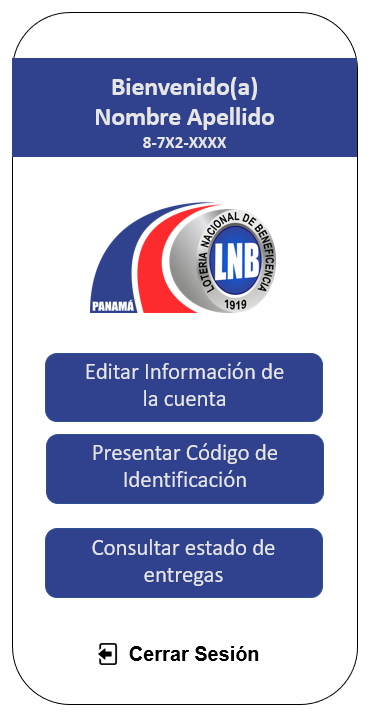 Bienvenido(a)
Nombre Apellido
8-7X2-XXXX
LOTERIA NACIONAL DE BENEFICENCIA
LNB
PANAMÁ
1919
Editar Información de
la cuenta
Presentar Código de
Identificación
Consultar estado de
entregas
Cerrar Sesión